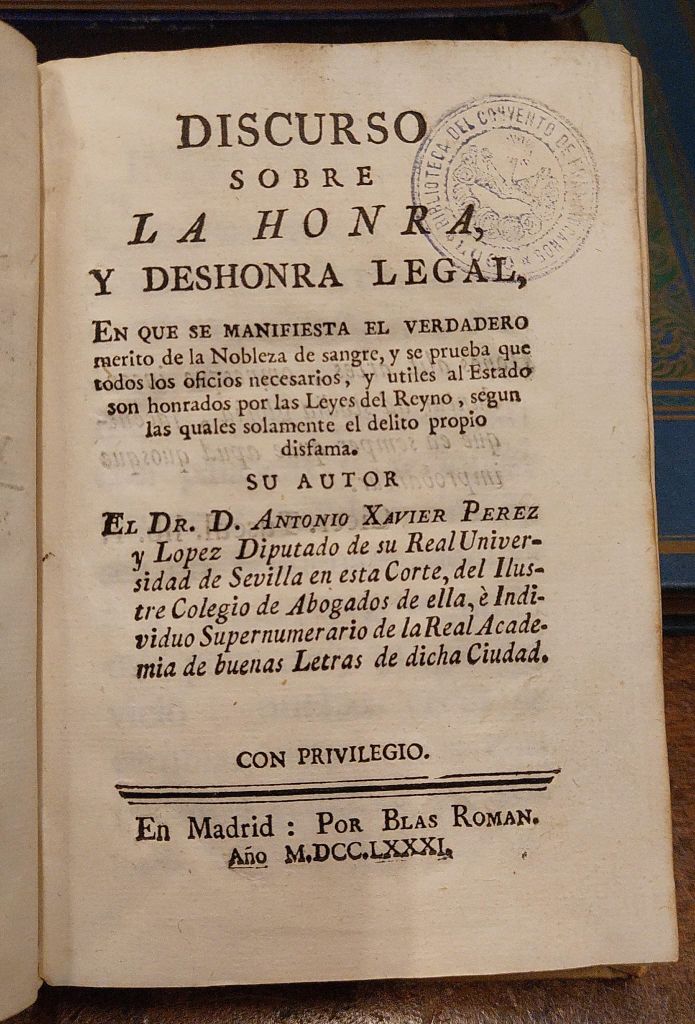 DISCURSO
SOBRE
LA HONRA,
Y DESHONRA LEGAL,
EN QUE SE MANIFIESTA EL VERDADERO
merito de la Nobleza de sangre, y se prueba que
todos los oficios necesarios, y utiles al Estado
son honrados por las Leyes del Reyno, segun
las quales solamente el delito propio
disfama.
SU AUTOR
EL DR. D. ANTONIO XAVIER PEREZ
y Lopez Diputado de su Real Univer-
sidad de Sevilla en esta Corte, del Ilus-
tre Colegio de Abogados de ella, è Indi-
viduo Supernumerario de la Real Acade-
mia de buenas Letras de dicha Ciudad.
CON PRIVILEGIO.
En Madrid: POR BLAS ROMAN.
Año M.DCC.LXXXI.
BIBLIOTECA DEL CONVENTO DE